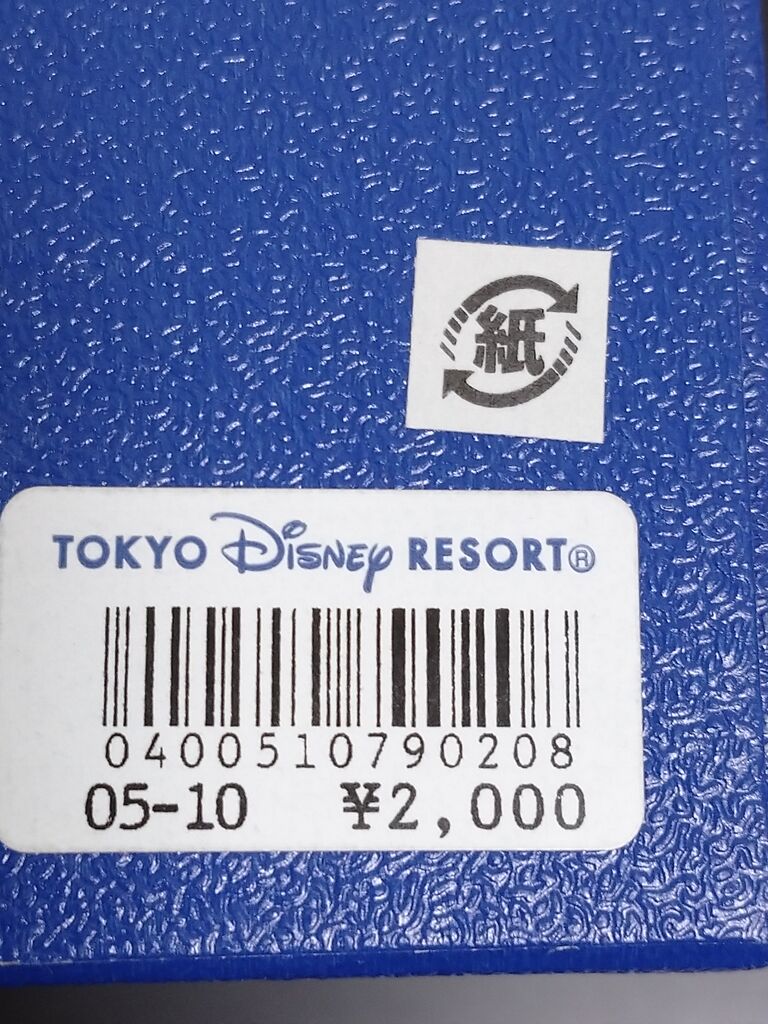 紙
TOKYO DISNEY RESORT®
0400510790208
05-10 ¥2,000